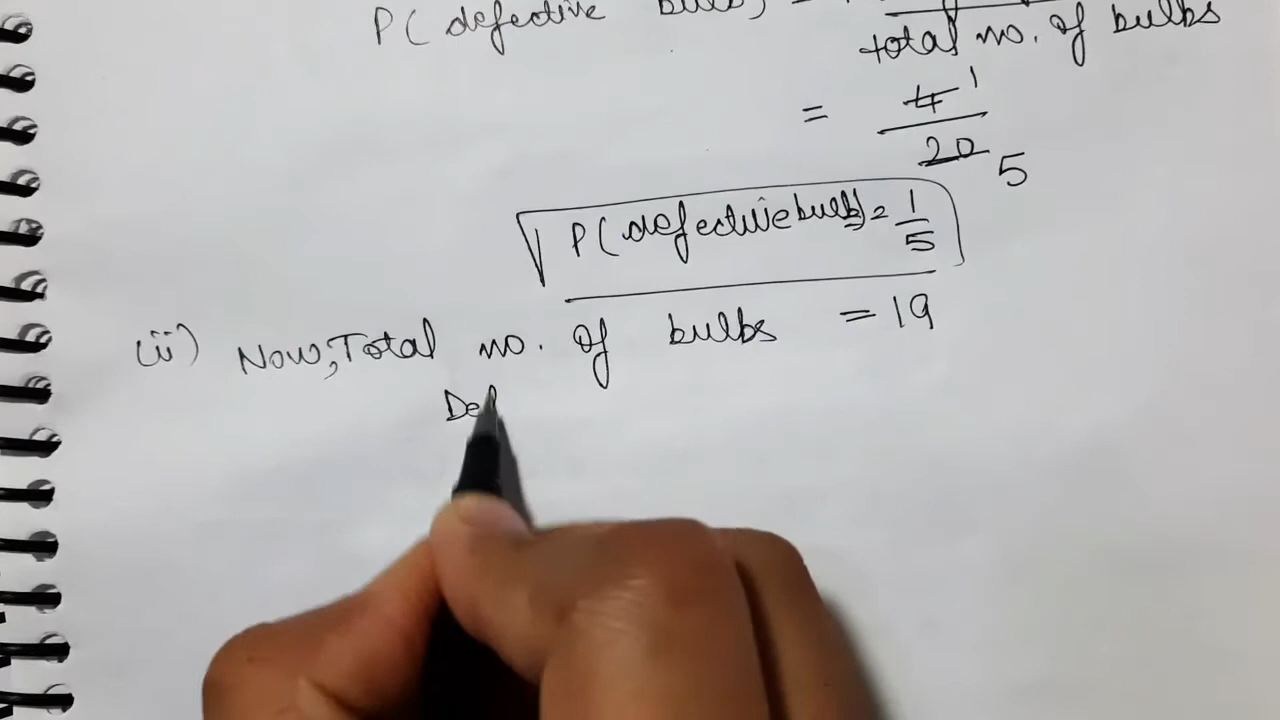 P( defective
total no. of bulbs
= 4 1
20 5
P( defective bulb) = 1/5
(ii) Now, Total no. of bulbs = 19
Def